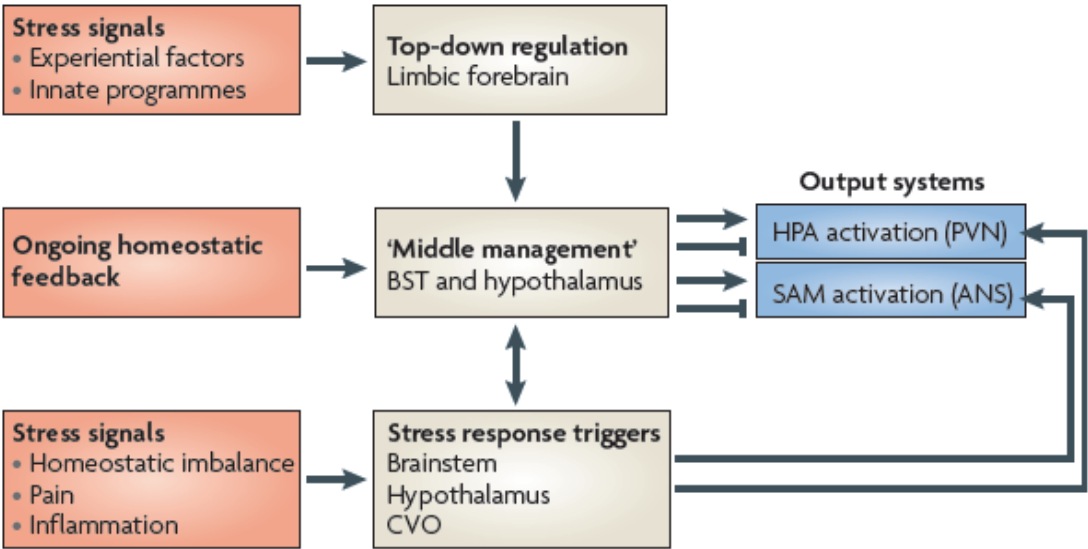 Stress signals
• Experiential factors
• Innate programmes
Top-down regulation
Limbic forebrain
Output systems
Ongoing homeostatic
feedback
‘Middle management’
BST and hypothalamus
HPA activation (PVN)
SAM activation (ANS)
Stress signals
• Homeostatic imbalance
• Pain
• Inflammation
Stress response triggers
Brainstem
Hypothalamus
CVO